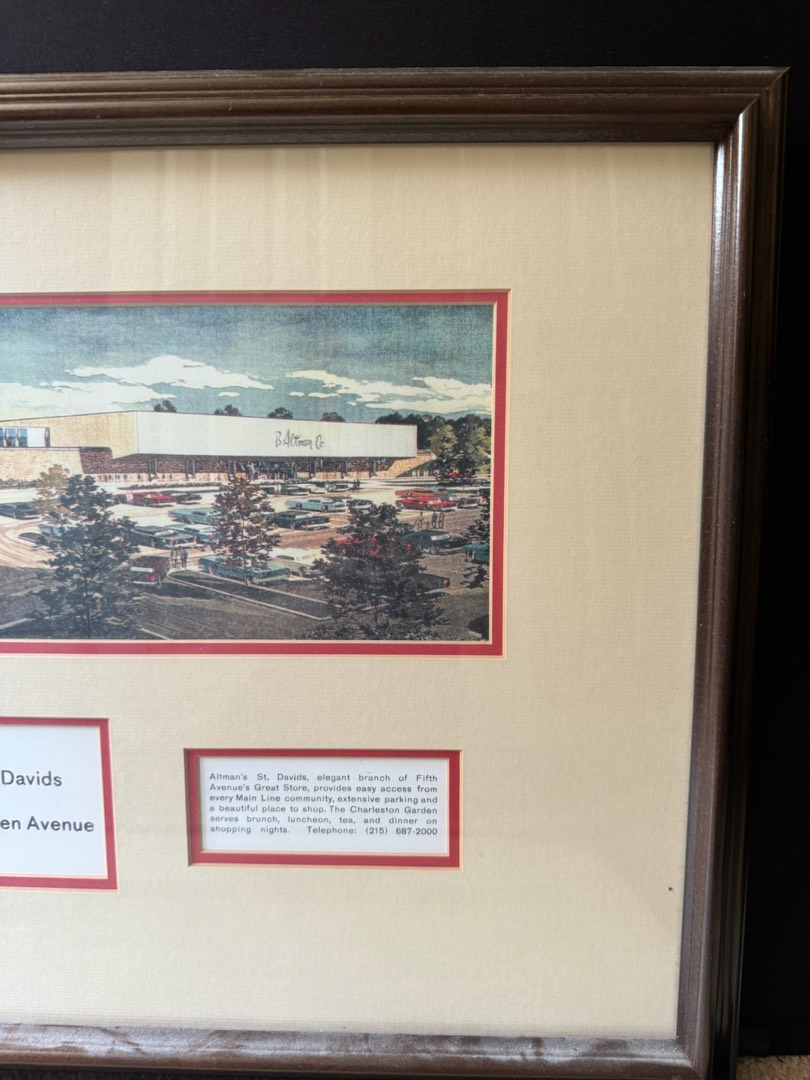 B. Altman Co
Davids
en Avenue
Altman's St. Davids, elegant branch of Fifth
Avenue's Great Store, provides easy access from
every Main Line community, extensive parking and
a beautiful place to shop. The Charleston Garden
serves brunch, luncheon, tea, and dinner on
shopping nights. Telephone: (215) 687-2000